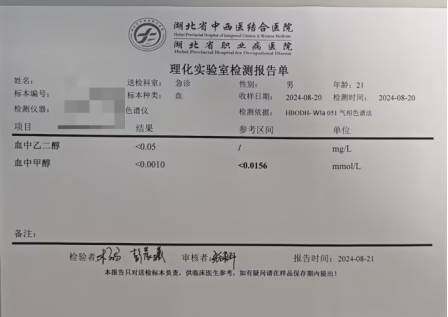 湖北省中西医结合医院
Hubei Provincial Hospital of Integrated Chinese & Western Medicine
湖北省职业病医院
Hubei Provincial Hospital for Occupational Disease
理化实验室检测报告单
姓名： 送检科室： 急诊 性别： 男 年龄：21
标本编号： 标本种类： 血 收样日期： 2024-08-20 检测时间： 2024-08-20
检测仪器： 色谱仪 检测依据： HBODH- WIa 051 气相色谱法
项目 结果 参考区间 单位
血中乙二醇 <0.05 / mg/L
血中甲醇 <0.0010 <0.0156 mmol/L
备注：
检验者： 审核者： 报告时间： 2024-08-21
本报告只对送检标本负责，供临床医生参考，如有疑问请在样品保存期内提出！